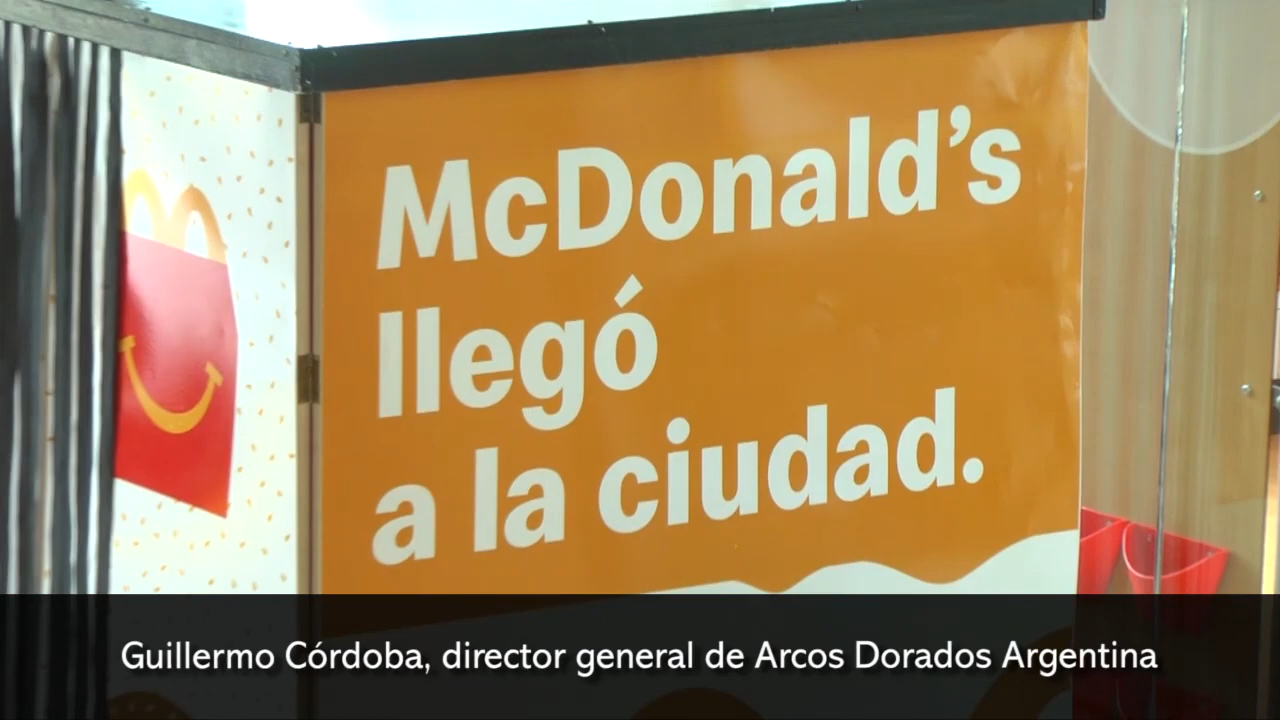 McDonald's
llegó
a la ciudad.
Guillermo Córdoba, director general de Arcos Dorados Argentina